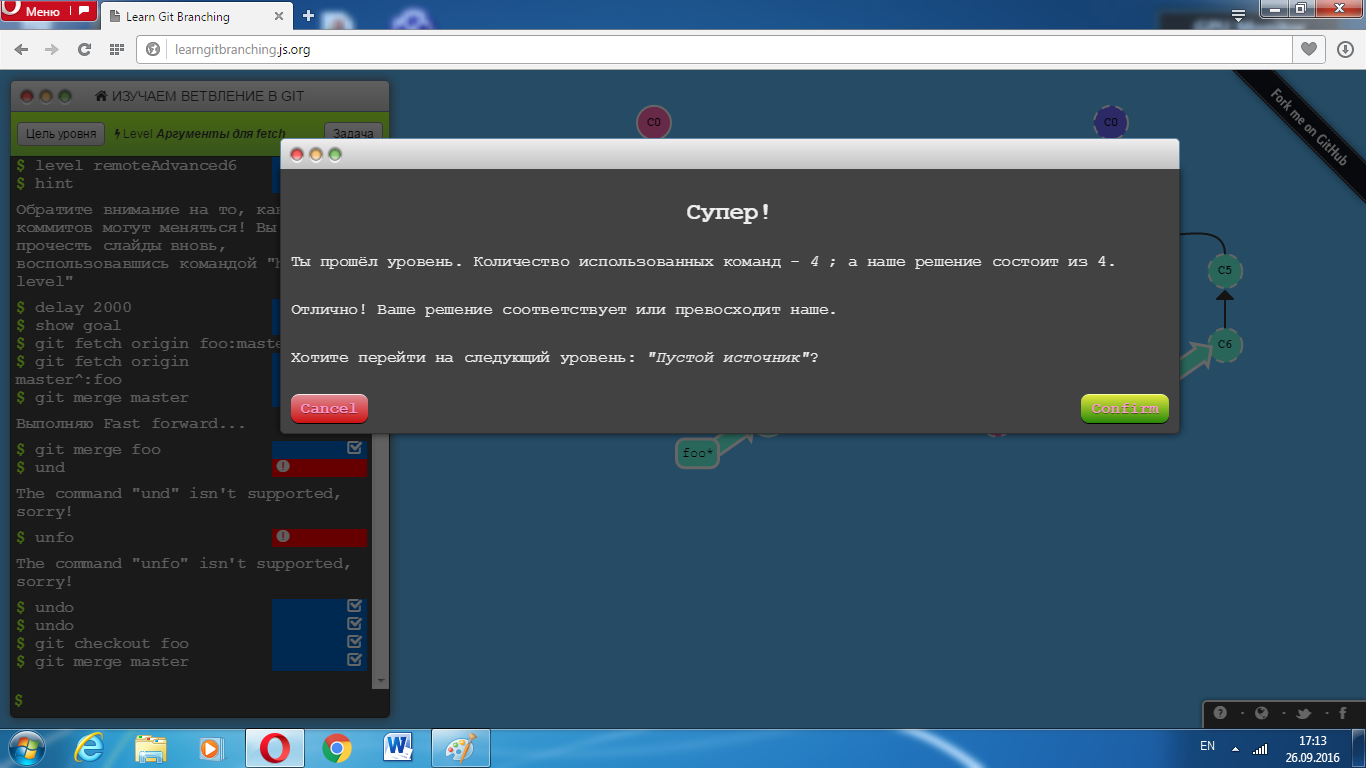 Меню
Learn Git Branching
learngitbranching.js.org
ИЗУЧАЕМ ВЕТВЛЕНИЕ В GIT
Цель уровня
Level Аргументы для fetch
Задача
$ level remoteAdvanced6
$ hint
Обратите внимание на то, как
коммитов могут меняться! Вы
прочесть слайды вновь,
воспользовавшись командой "h
level"
$ delay 2000
$ show goal
$ git fetch origin foo:maste
$ git fetch origin
master^:foo
$ git merge master
Выполняю Fast forward...
$ git merge foo
$ und
The command "und" isn't supported,
sorry!
$ unfo
The command "unfo" isn't supported,
sorry!
$ undo
$ undo
$ git checkout foo
$ git merge master
$
C0
C0
Fork me on GitHub
Супер!
Ты прошёл уровень. Количество использованных команд – 4 ; а наше решение состоит из 4.
Отлично! Ваше решение соответствует или превосходит наше.
Хотите перейти на следующий уровень: "Пустой источник"?
Cancel
Confirm
C5
C6
foo*
EN
17:13
26.09.2016